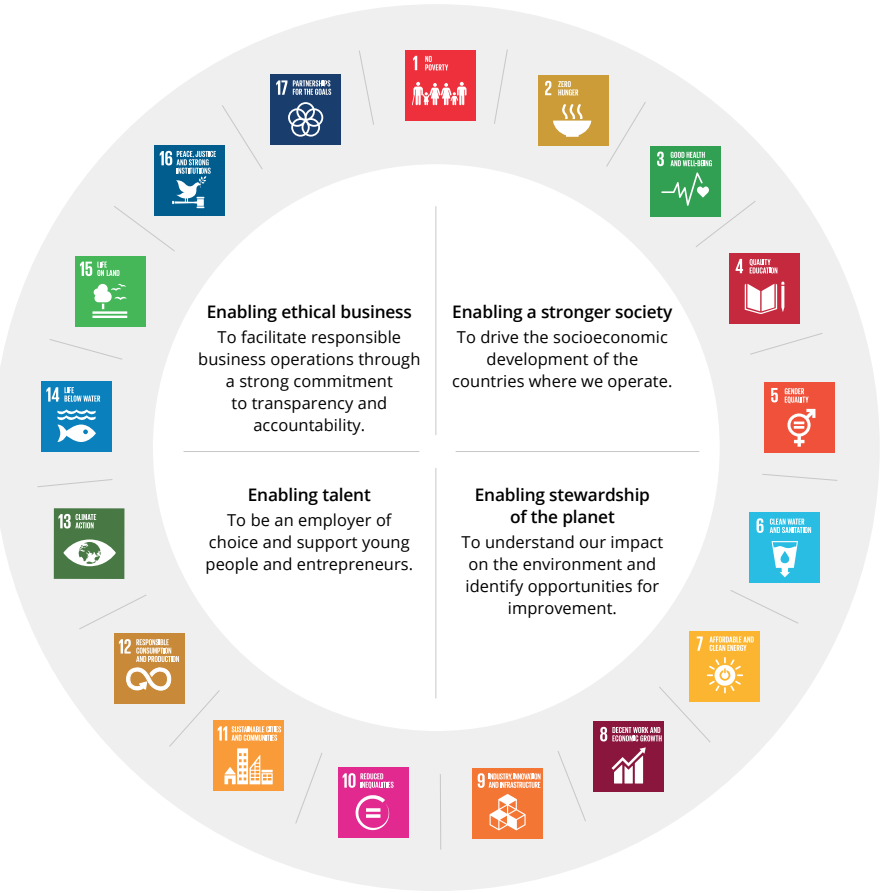 1 NO
POVERTY
2 ZERO
HUNGER
3 GOOD HEALTH
AND WELL-BEING
4 QUALITY
EDUCATION
5 GENDER
EQUALITY
6 CLEAN WATER
AND SANITATION
7 AFFORDABLE AND
CLEAN ENERGY
8 DECENT WORK AND
ECONOMIC GROWTH
9 INDUSTRY, INNOVATION
AND INFRASTRUCTURE
10 REDUCED
INEQUALITIES
11 SUSTAINABLE CITIES
AND COMMUNITIES
12 RESPONSIBLE
CONSUMPTION
AND PRODUCTION
13 CLIMATE
ACTION
14 LIFE
BELOW WATER
15 LIFE
ON LAND
16 PEACE, JUSTICE
AND STRONG
INSTITUTIONS
17 PARTNERSHIPS
FOR THE GOALS
Enabling ethical business
To facilitate responsible
business operations through
a strong commitment
to transparency and
accountability.
Enabling a stronger society
To drive the socioeconomic
development of the
countries where we operate.
Enabling talent
To be an employer of
choice and support young
people and entrepreneurs.
Enabling stewardship
of the planet
To understand our impact
on the environment and
identify opportunities for
improvement.